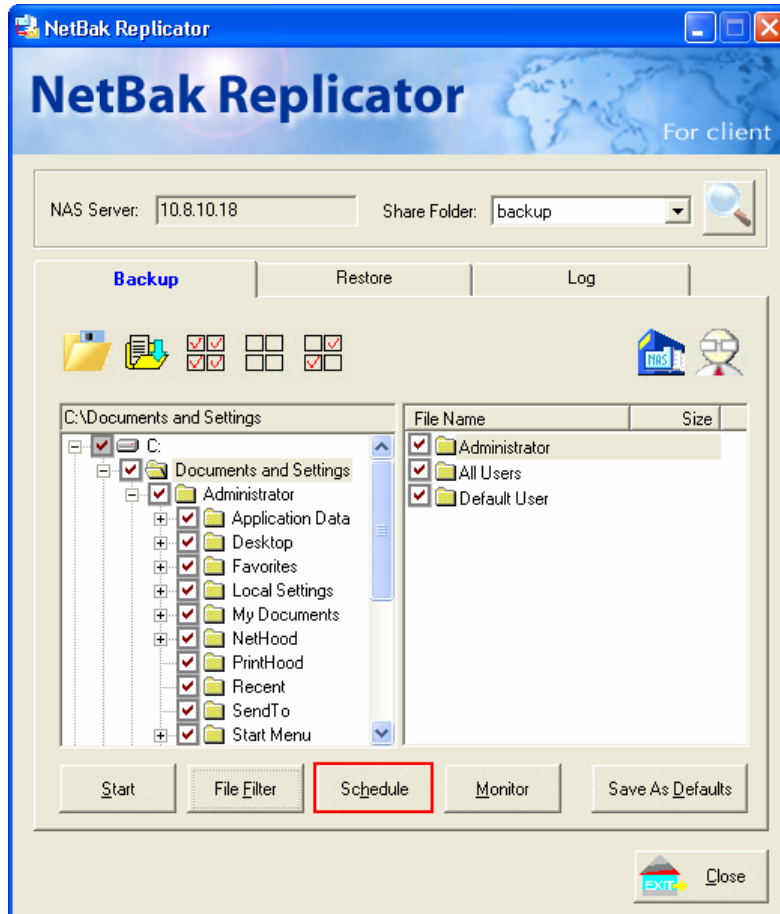 NetBak Replicator
NetBak Replicator
For client
NAS Server: 10.8.10.18 Share Folder: backup
Backup Restore Log
NAS
C:\Documents and Settings
File Name Size
C:
Documents and Settings
Administrator
Application Data
Desktop
Favorites
Local Settings
My Documents
NetHood
PrintHood
Recent
SendTo
Start Menu
Administrator
All Users
Default User
Start File Filter Schedule Monitor Save As Defaults
EXIT Close